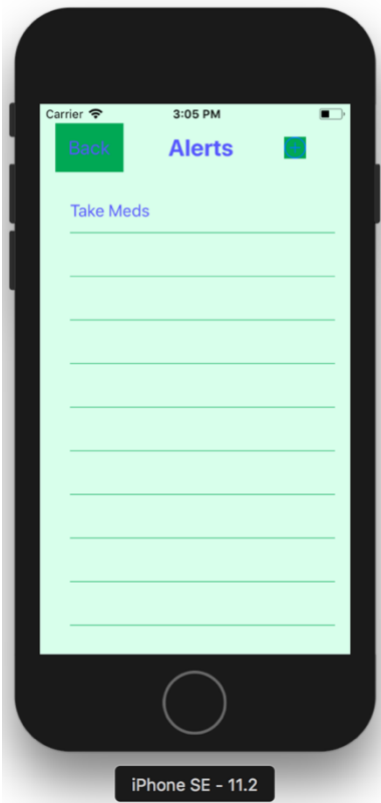 Carrier 3:05 PM
Back Alerts +
Take Meds
iPhone SE - 11.2